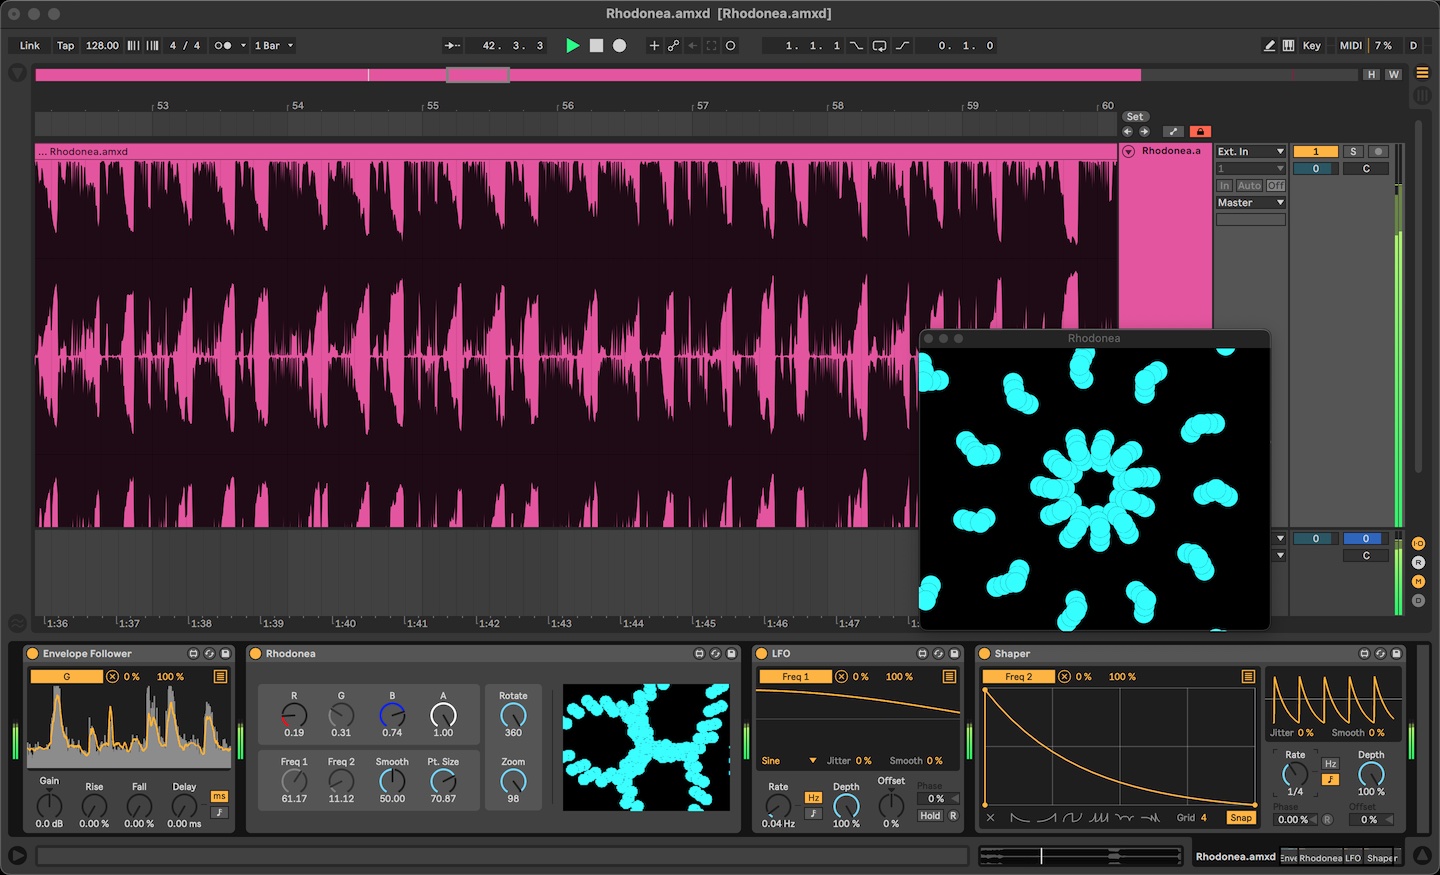 Rhodonea.amxd [Rhodonea.amxd]
Link Tap 128.00 4 / 4 1 Bar 42. 3. 3 1. 1. 1 0. 1. 0 Key MIDI 7 % D
H W
53 54 55 56 57 58 59 60
Set
... Rhodonea.amxd
Rhodonea.a
Ext. In 1 S
1 0 C
In Auto Off
Master
Rhodonea
0 0
C
I·O
R
M
D
1:36 1:37 1:38 1:39 1:40 1:41 1:42 1:43 1:44 1:45 1:46 1:47 1:
Envelope Follower
G 0 % 100 %
Gain Rise Fall Delay ms
0.0 dB 0.00 % 0.00 % 0.00 ms
Rhodonea
R G B A Rotate
0.19 0.31 0.74 1.00 360
Freq 1 Freq 2 Smooth Pt. Size Zoom
61.17 11.12 50.00 70.87 98
LFO
Freq 1 0 % 100 %
Sine Jitter 0 % Smooth 0 %
Rate Hz Depth Offset Phase
0 %
0.04 Hz 100 % 0 % Hold R
Shaper
Freq 2 0 % 100 %
Grid 4 Snap
Jitter 0 % Smooth 0 %
Rate Hz Depth
1/4 100 %
Phase Offset
0.00 % R 0 %
Rhodonea.amxd Enve Rhodonea LFO Shaper